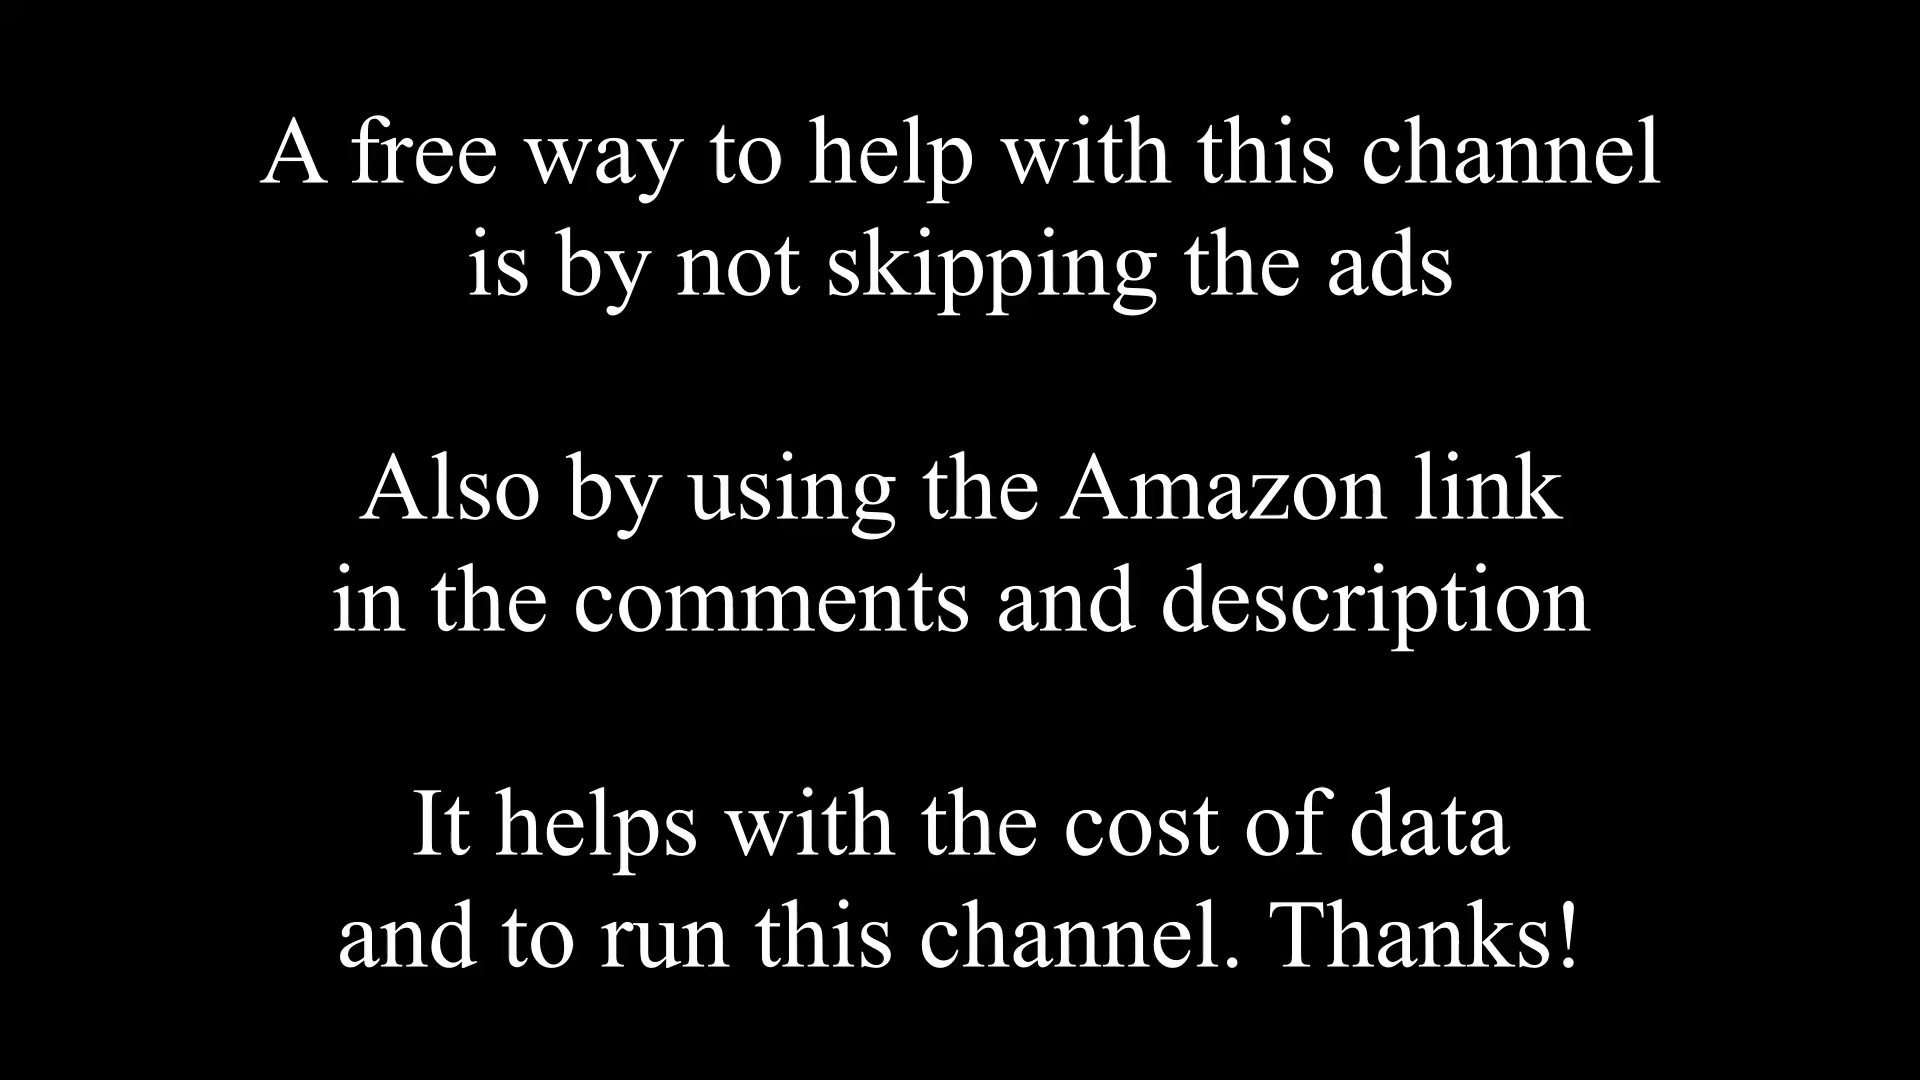 A free way to help with this channel
is by not skipping the ads
Also by using the Amazon link
in the comments and description
It helps with the cost of data
and to run this channel. Thanks!